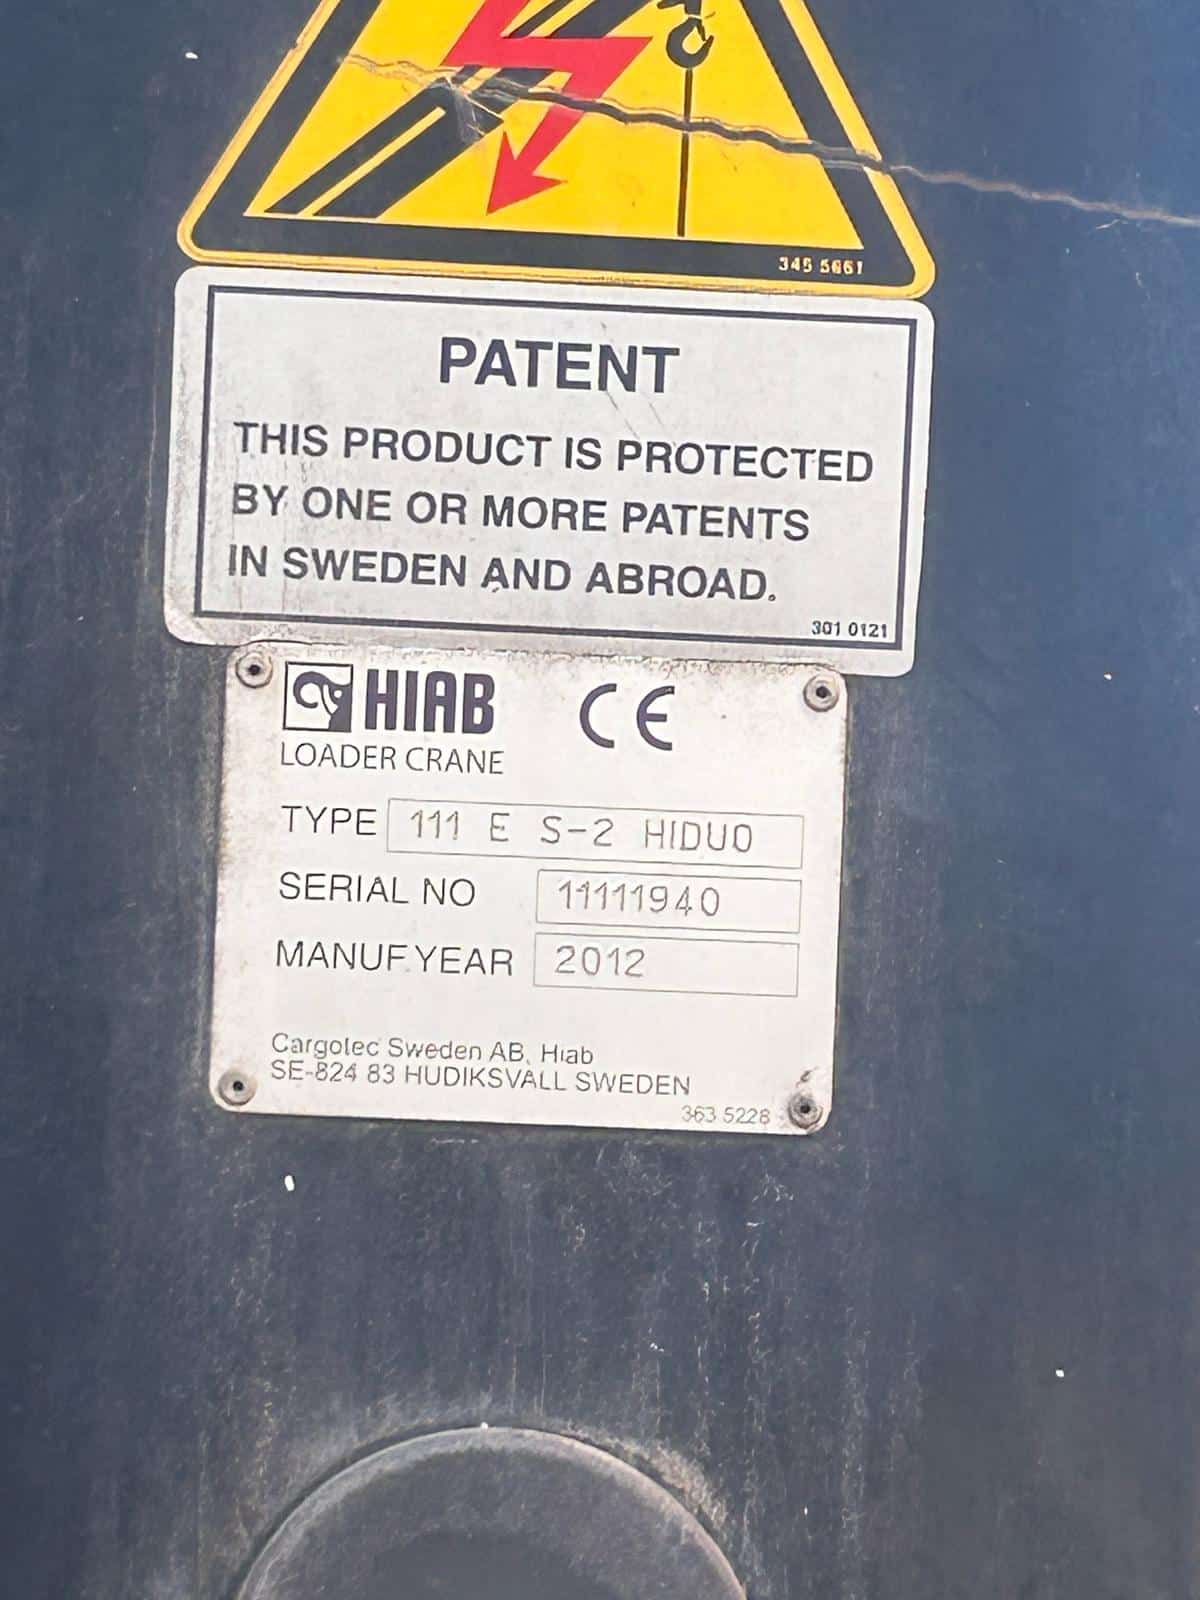 345 5661
PATENT
THIS PRODUCT IS PROTECTED
BY ONE OR MORE PATENTS
IN SWEDEN AND ABROAD.
301 0121
HIAB CE
LOADER CRANE
TYPE 111 E S-2 HIDUO
SERIAL NO 11111940
MANUF.YEAR 2012
Cargotec Sweden AB, Hiab
SE-824 83 HUDIKSVALL SWEDEN
363 5228